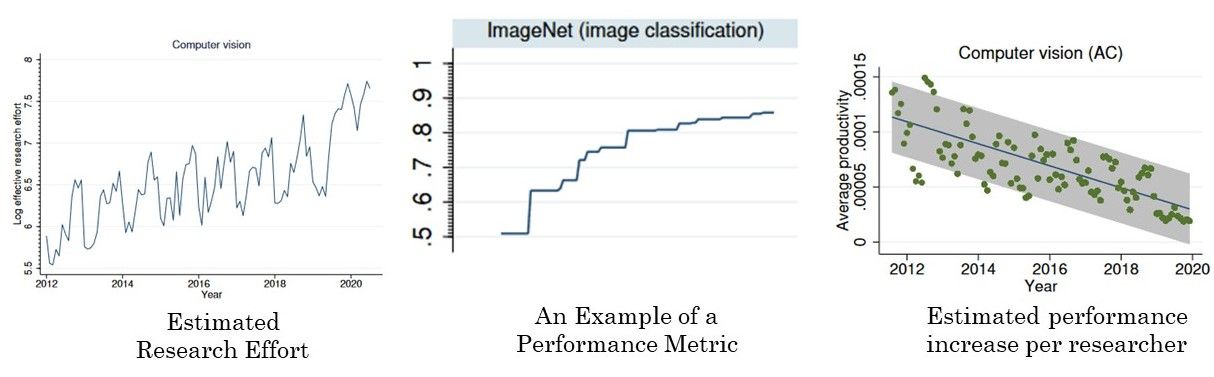 Computer vision
Log effective research effort
8
7.5
7
6.5
6
5.5
2012 2014 2016 2018 2020
Year
Estimated
Research Effort
ImageNet (image classification)
1
.9
.8
.7
.6
.5
An Example of a
Performance Metric
Computer vision (AC)
Average productivity
.00015
.0001
.00005
0
2012 2014 2016 2018 2020
Year
Estimated performance
increase per researcher